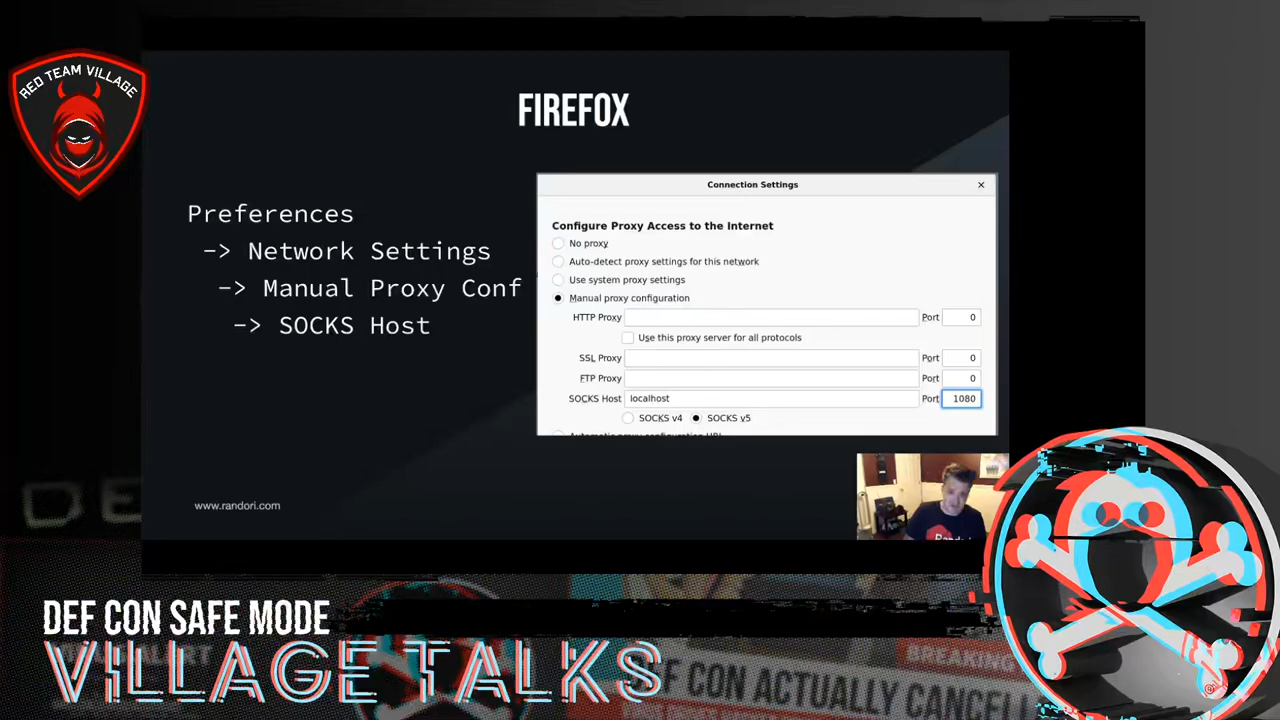 RED TEAM VILLAGE
FIREFOX
Preferences
-> Network Settings
-> Manual Proxy Conf
-> SOCKS Host
Connection Settings
Configure Proxy Access to the Internet
No proxy
Auto-detect proxy settings for this network
Use system proxy settings
Manual proxy configuration
HTTP Proxy Port 0
Use this proxy server for all protocols
SSL Proxy Port 0
FTP Proxy Port 0
SOCKS Host localhost Port 1080
SOCKS v4 SOCKS v5
www.randori.com
DEF CON SAFE MODE
VILLAGE TALKS
BREAKING
DEF CON ACTUALLY CANCELL